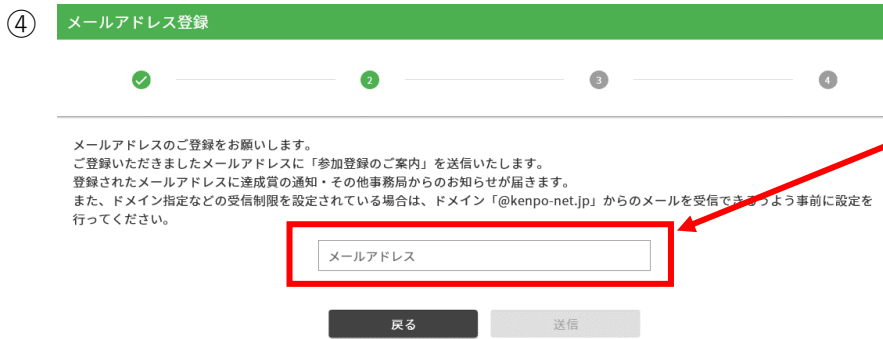 ④
メールアドレス登録
2
3
4
メールアドレスのご登録をお願いします。
ご登録いただきましたメールアドレスに「参加登録のご案内」を送信いたします。
登録されたメールアドレスに達成賞の通知・その他事務局からのお知らせが届きます。
また、ドメイン指定などの受信制限を設定されている場合は、ドメイン「@kenpo-net.jp」からのメールを受信できるよう事前に設定を
行ってください。
メールアドレス
戻る
送信